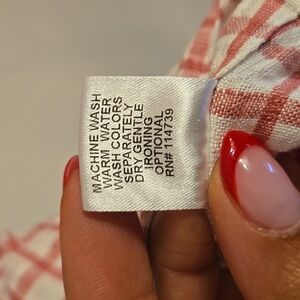 MACHINE WASH
WARM WATER
WASH COLORS
SEPARATELY
DRY GENTLE
IRONING
OPTIONAL
RN# 114739